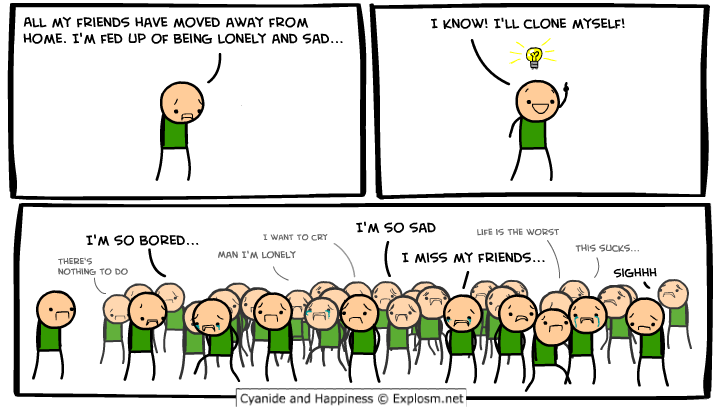 ALL MY FRIENDS HAVE MOVED AWAY FROM
HOME. I'M FED UP OF BEING LONELY AND SAD...
I KNOW! I'LL CLONE MYSELF!
THERE'S
NOTHING TO DO
I'M SO BORED...
MAN I'M LONELY
I WANT TO CRY
I'M SO SAD
I MISS MY FRIENDS...
LIFE IS THE WORST
THIS SUCKS...
SIGHHH
Cyanide and Happiness © Explosm.net